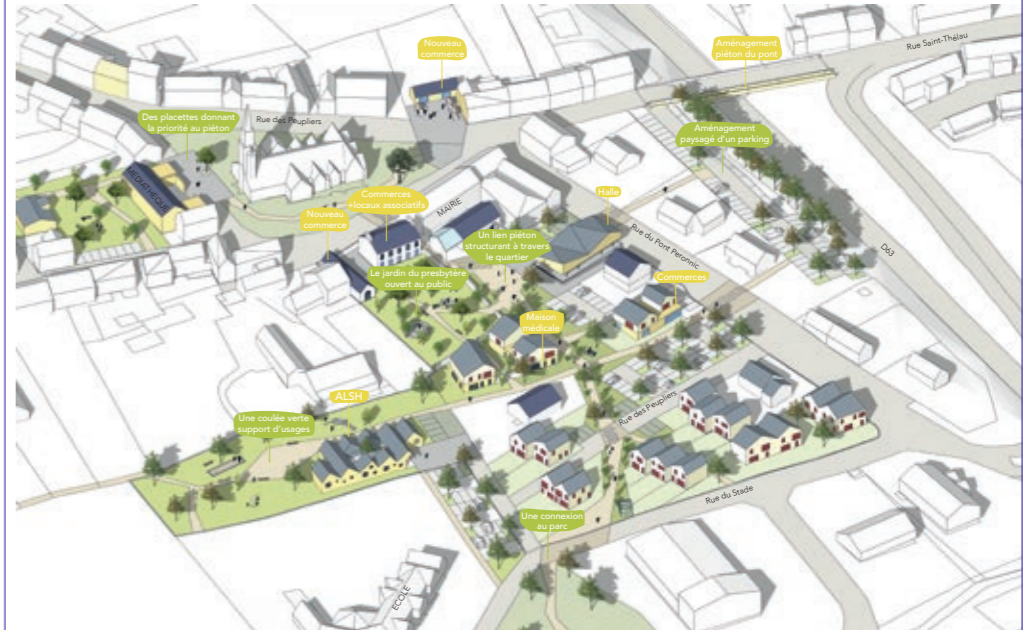 Nouveau
commerce
Aménagement
piéton du pont
Rue Saint-Thélau
Des placettes donnant
la priorité au piéton
Rue des Peupliers
Aménagement
paysagé d'un parking
MEDIATHEQUE
Commerces
+locaux associatifs
MAIRIE
Halle
Nouveau
commerce
Un lien piéton
structurant à travers
le quartier
Rue du Pont Peronnic
D63
Le jardin du presbytère
ouvert au public
Commerces
Maison
médicale
ALSH
Rue des Peupliers
Une coulée verte
support d'usages
Rue du Stade
Une connexion
au parc
ECOLE